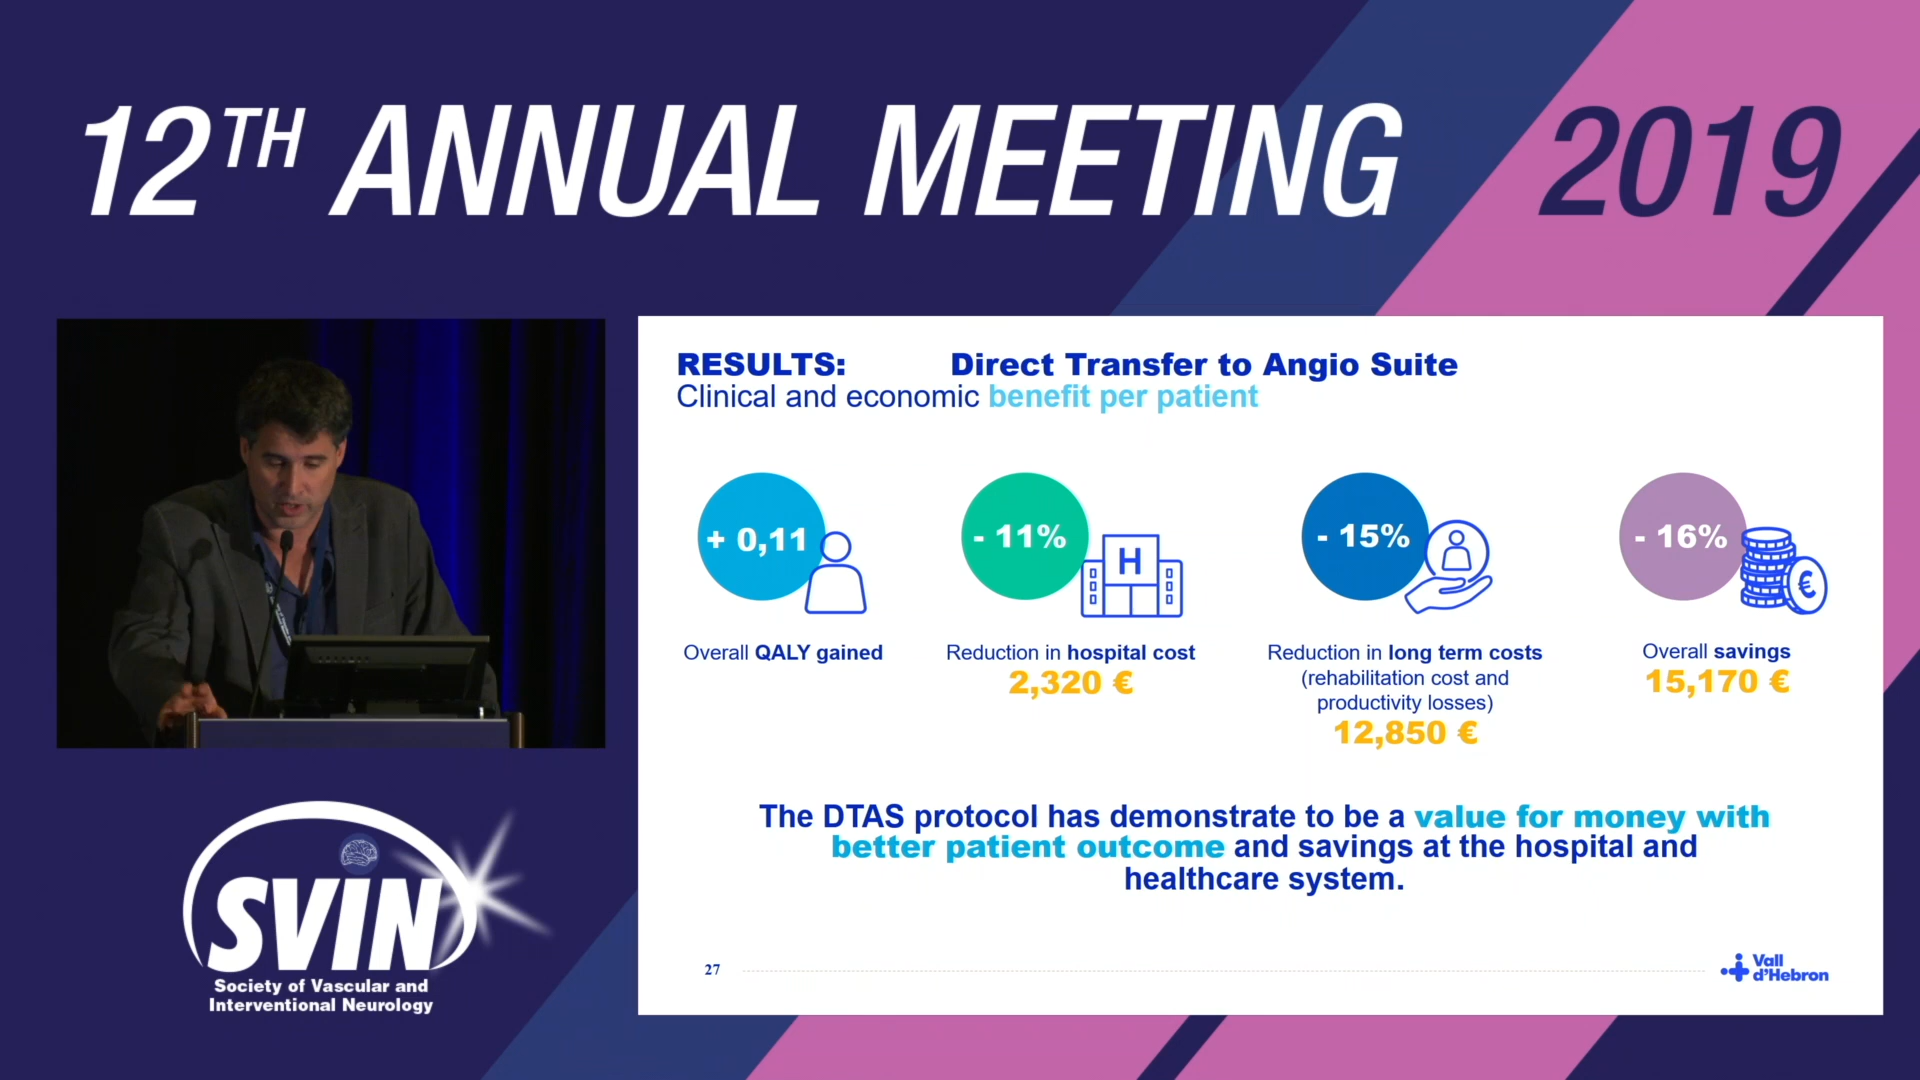 12TH ANNUAL MEETING 2019
RESULTS: Direct Transfer to Angio Suite
Clinical and economic benefit per patient
+ 0,11
- 11%
H
- 15%
- 16%
€
Overall QALY gained
Reduction in hospital cost
2,320 €
Reduction in long term costs
(rehabilitation cost and
productivity losses)
12,850 €
Overall savings
15,170 €
The DTAS protocol has demonstrate to be a value for money with
better patient outcome and savings at the hospital and
healthcare system.
27
Vall
d'Hebron
SVIN
Society of Vascular and
Interventional Neurology